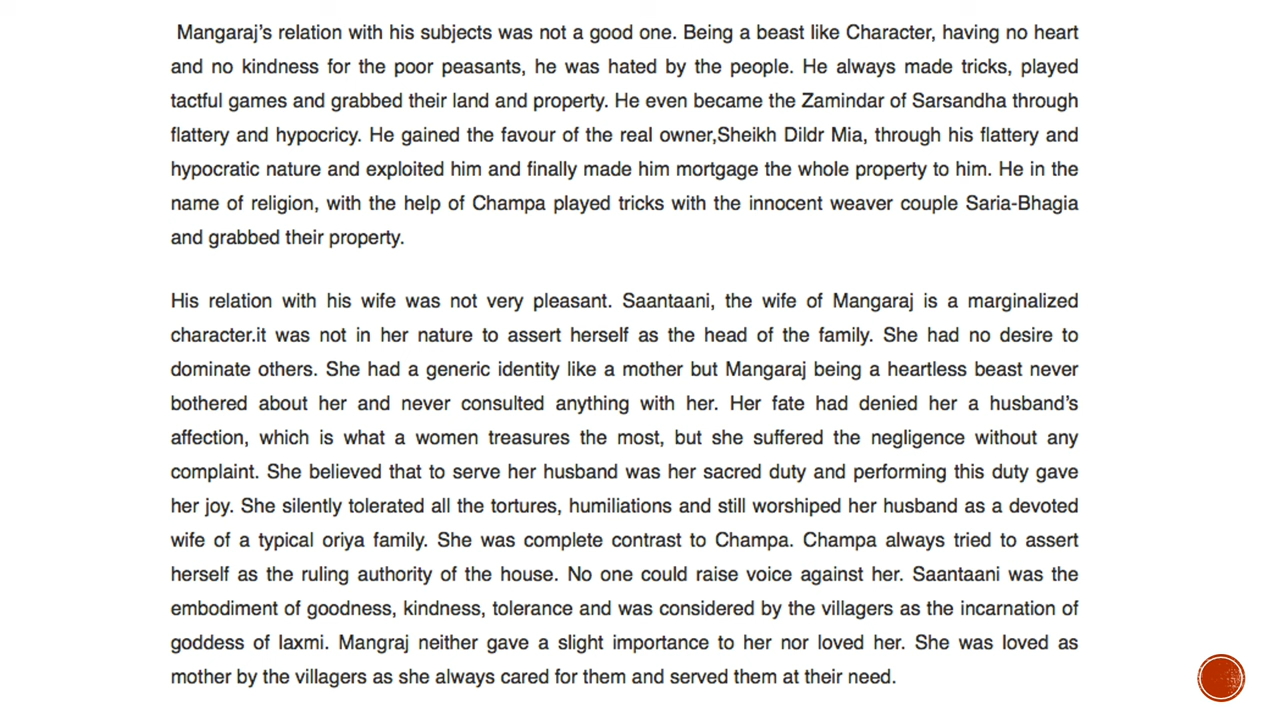 Mangaraj's relation with his subjects was not a good one. Being a beast like Character, having no heart
and no kindness for the poor peasants, he was hated by the people. He always made tricks, played
tactful games and grabbed their land and property. He even became the Zamindar of Sarsandha through
flattery and hypocricy. He gained the favour of the real owner,Sheikh Dildr Mia, through his flattery and
hypocratic nature and exploited him and finally made him mortgage the whole property to him. He in the
name of religion, with the help of Champa played tricks with the innocent weaver couple Saria-Bhagia
and grabbed their property.
His relation with his wife was not very pleasant. Saantaani, the wife of Mangaraj is a marginalized
character.it was not in her nature to assert herself as the head of the family. She had no desire to
dominate others. She had a generic identity like a mother but Mangaraj being a heartless beast never
bothered about her and never consulted anything with her. Her fate had denied her a husband's
affection, which is what a women treasures the most, but she suffered the negligence without any
complaint. She believed that to serve her husband was her sacred duty and performing this duty gave
her joy. She silently tolerated all the tortures, humiliations and still worshiped her husband as a devoted
wife of a typical oriya family. She was complete contrast to Champa. Champa always tried to assert
herself as the ruling authority of the house. No one could raise voice against her. Saantaani was the
embodiment of goodness, kindness, tolerance and was considered by the villagers as the incarnation of
goddess of laxmi. Mangraj neither gave a slight importance to her nor loved her. She was loved as
mother by the villagers as she always cared for them and served them at their need.